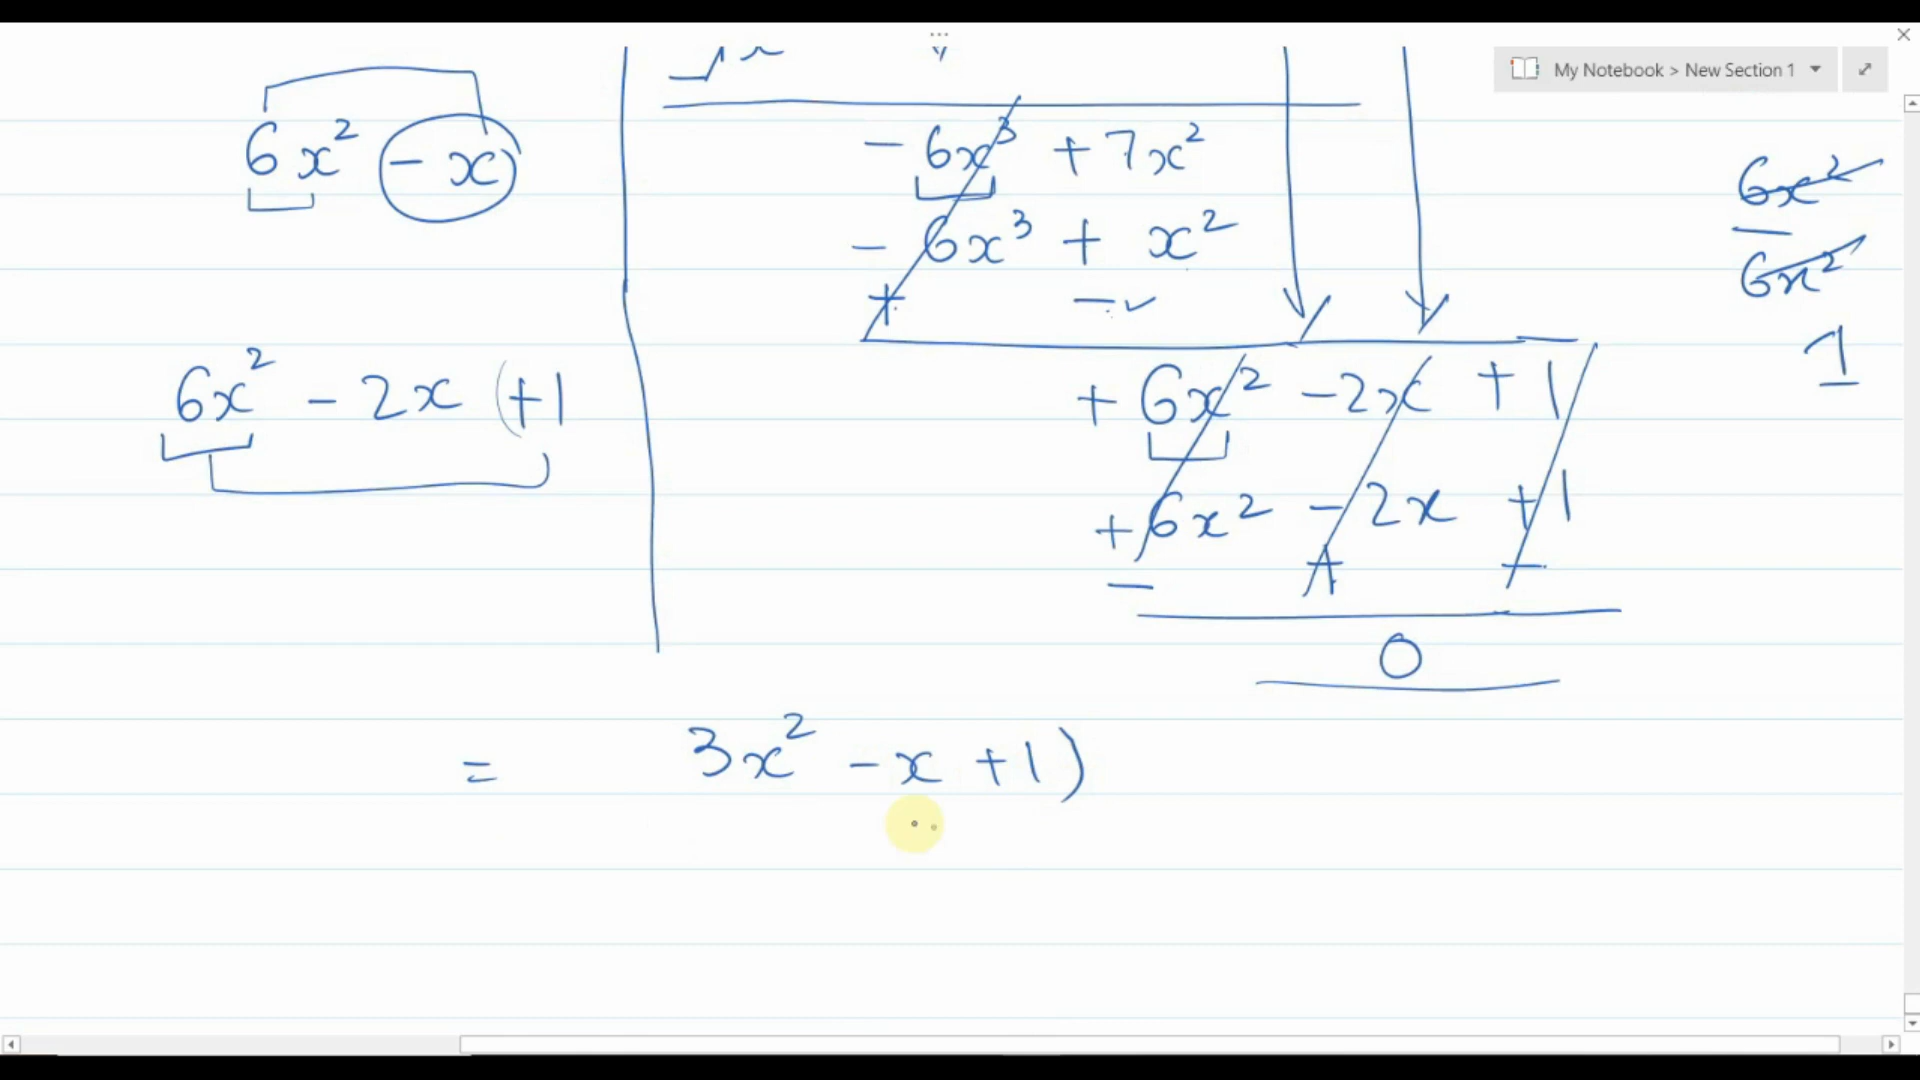 My Notebook > New Section 1
6x² - x
- 6x³ + 7x²
- 6x³ + x²
+ -
6x²
6x²
1
6x² - 2x (+1
+ 6x² - 2x + 1
+ 6x² - 2x + 1
- + -
0
= 3x² - x + 1)